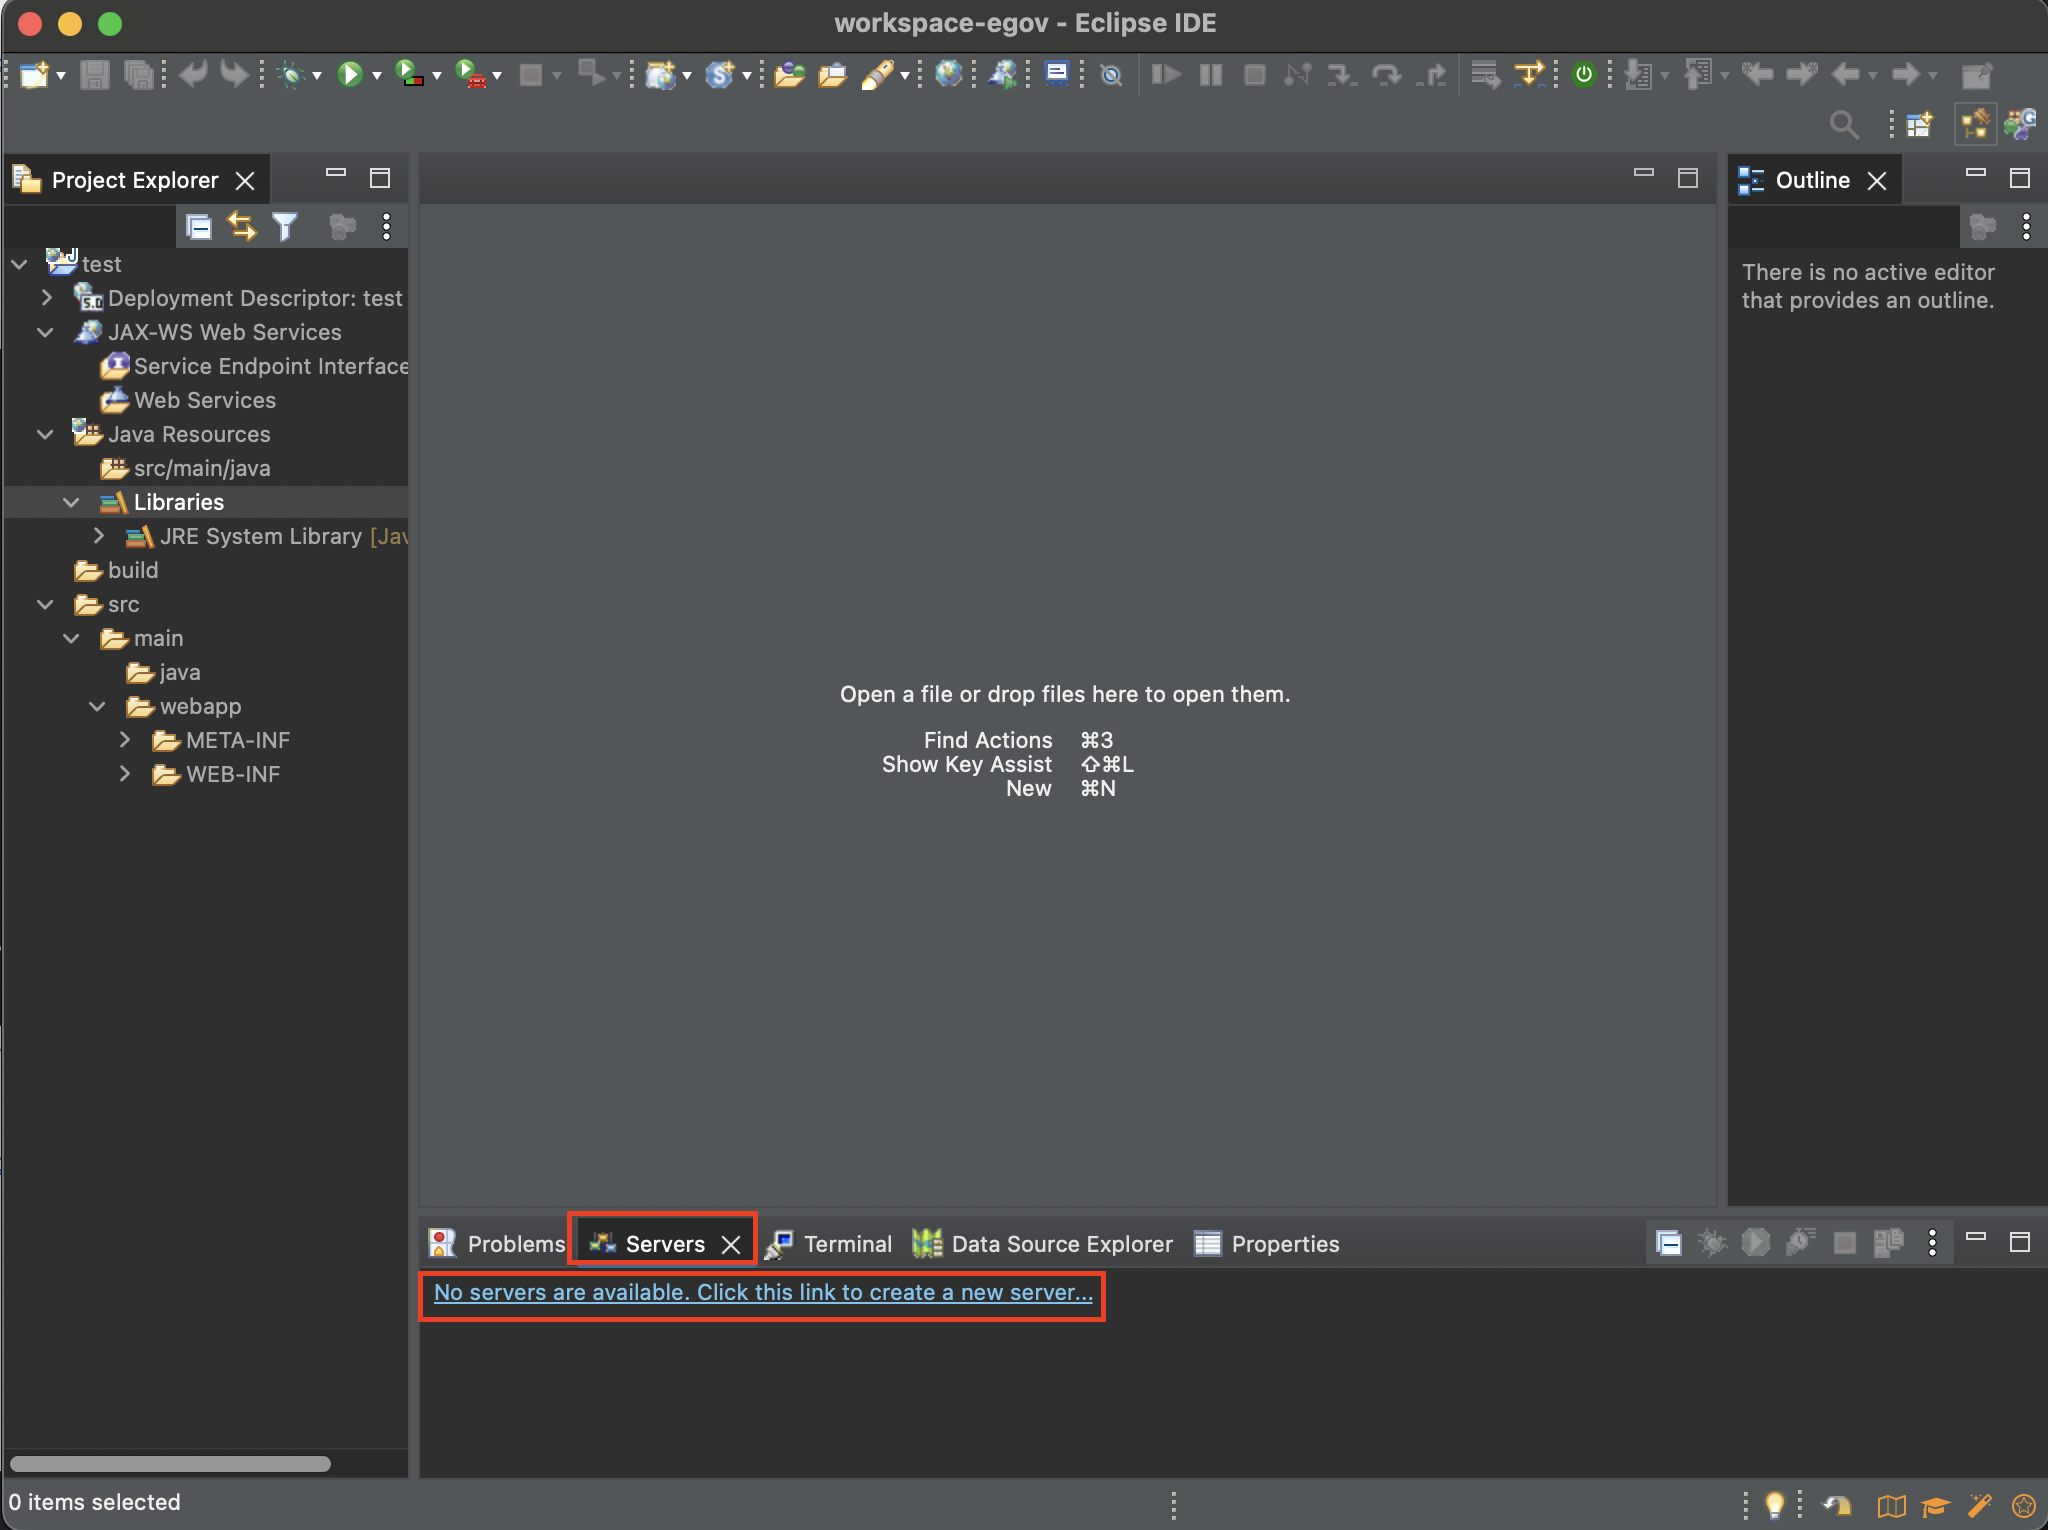 workspace-egov - Eclipse IDE
Project Explorer
test
Deployment Descriptor: test
JAX-WS Web Services
Service Endpoint Interface
Web Services
Java Resources
src/main/java
Libraries
JRE System Library [Jav
build
src
main
java
webapp
META-INF
WEB-INF
Open a file or drop files here to open them.
Find Actions ⌘3
Show Key Assist ⇧⌘L
New ⌘N
Outline
There is no active editor
that provides an outline.
Problems Servers Terminal Data Source Explorer Properties
No servers are available. Click this link to create a new server...
0 items selected